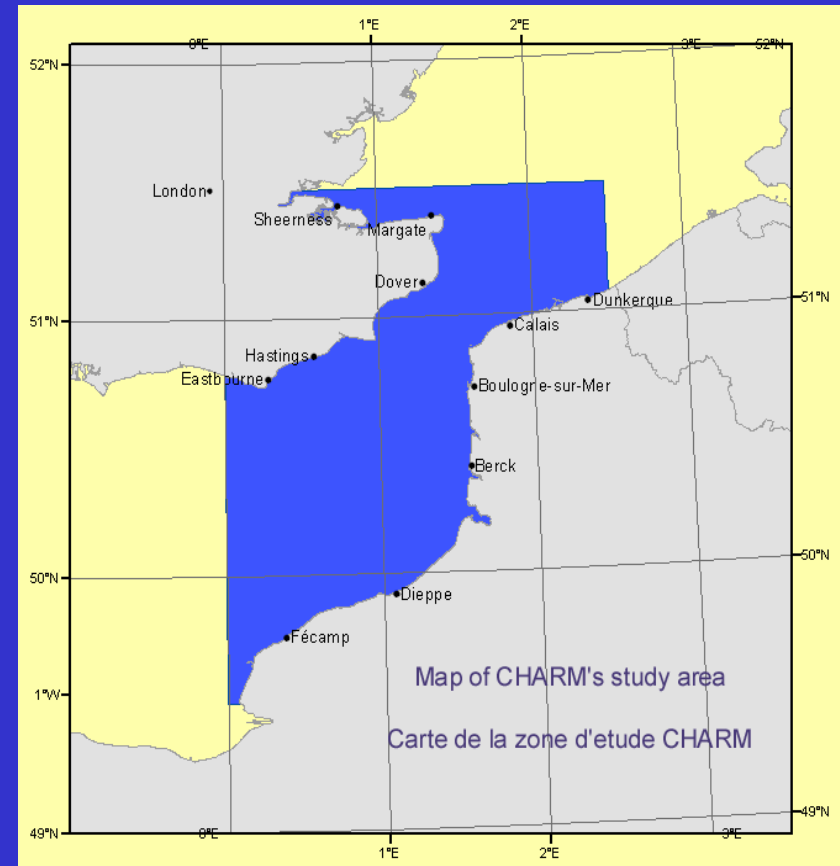 1°E 2°E
0°E 3°E 52°N
52°N
London
Sheerness
Margate
Dover
51°N
Dunkerque
51°N
Calais
Hastings
Eastbourne
Boulogne-sur-Mer
Berck
50°N
50°N
Dieppe
Fécamp
Map of CHARM's study area
1°W
Carte de la zone d'etude CHARM
49°N
49°N
0°E 3°E
1°E 2°E